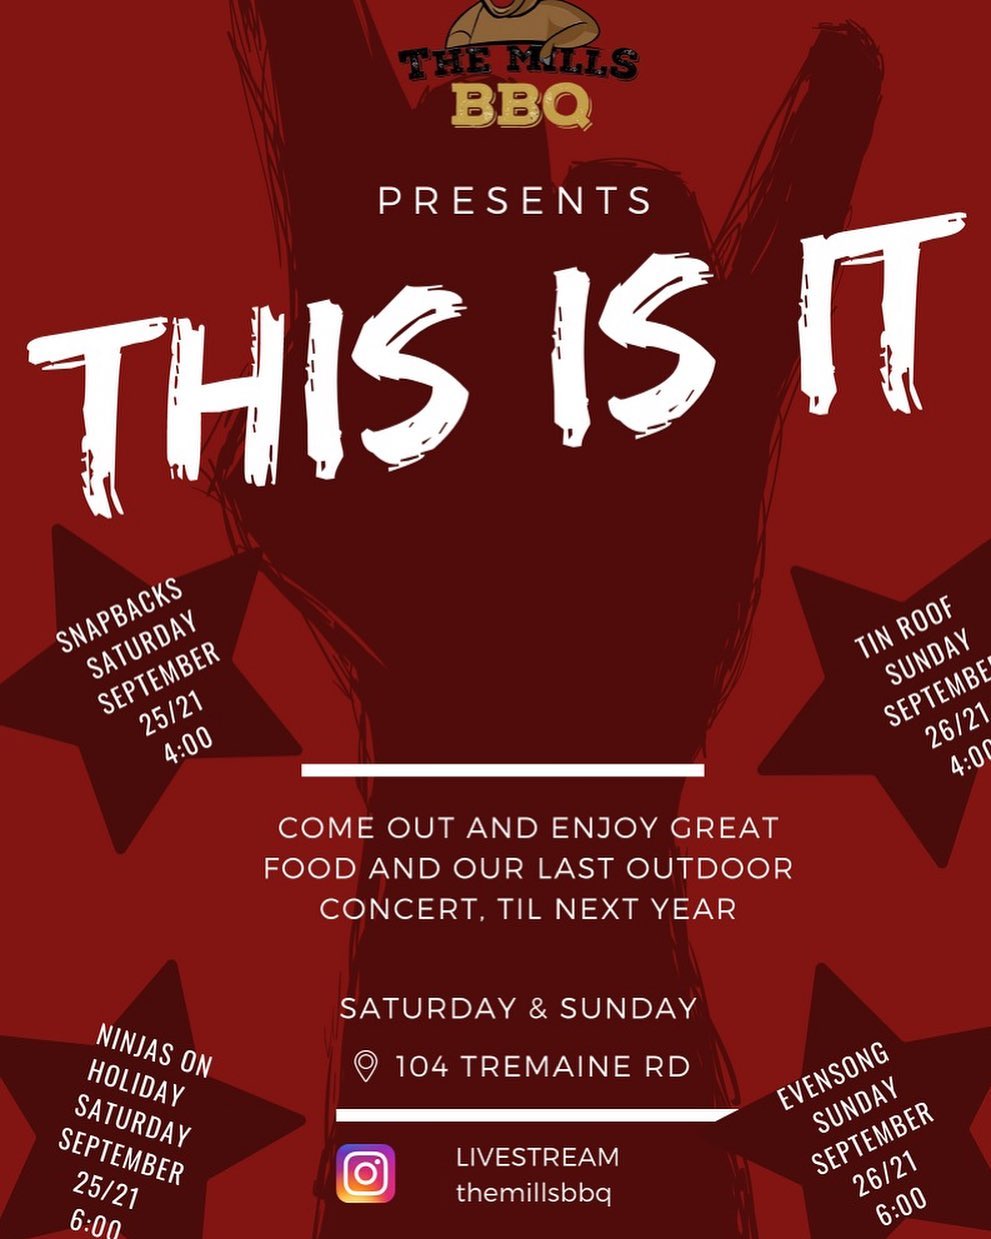 THE MILLS
BBQ
PRESENTS
THIS IS IT
SNAPBACKS
SATURDAY
SEPTEMBER
25/21
4:00
TIN ROOF
SUNDAY
SEPTEMBER
26/21
4:00
COME OUT AND ENJOY GREAT
FOOD AND OUR LAST OUTDOOR
CONCERT, TIL NEXT YEAR
SATURDAY & SUNDAY
104 TREMAINE RD
NINJAS ON
HOLIDAY
SATURDAY
SEPTEMBER
25/21
6:00
EVENSONG
SUNDAY
SEPTEMBER
26/21
6:00
LIVESTREAM
themillsbbq